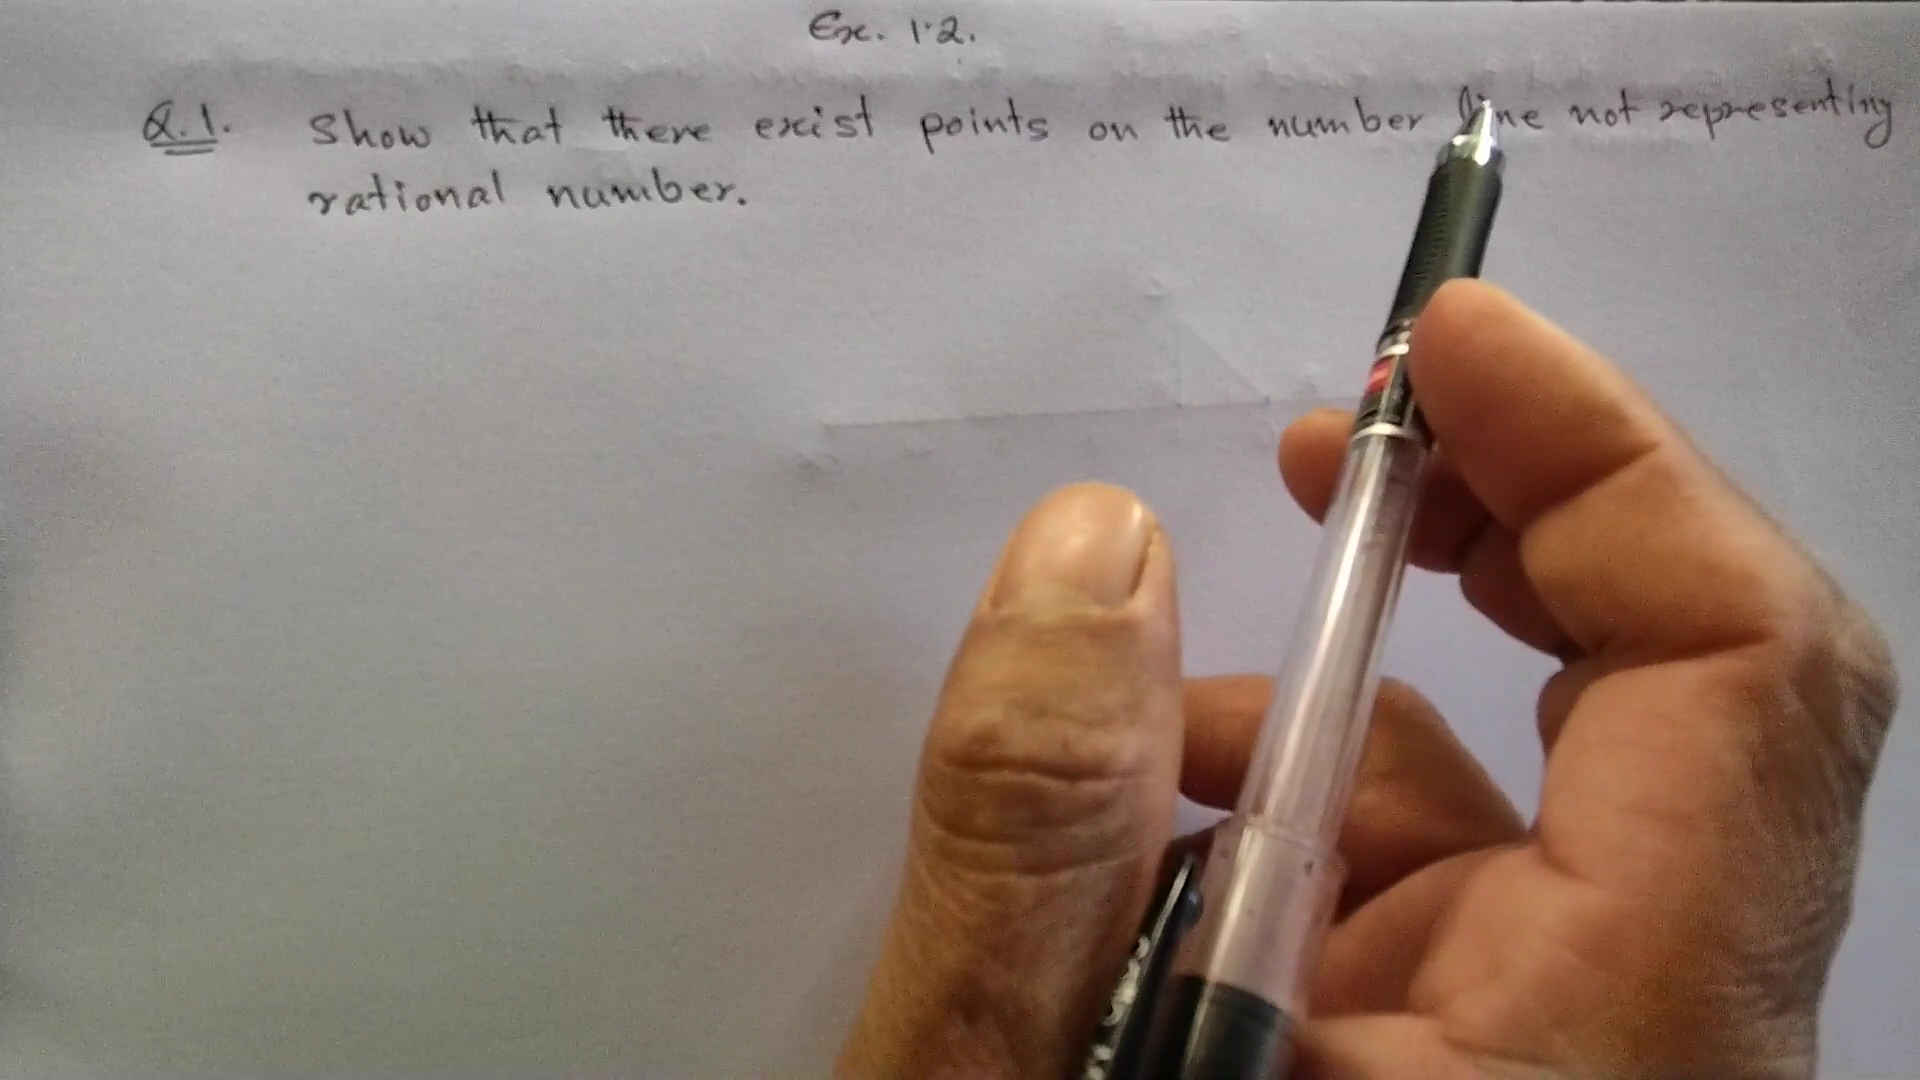 Ex. 1.2.
Q.1. Show that there exist points on the number line not representing
rational number.